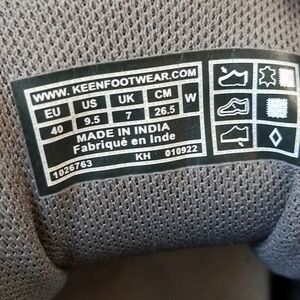 WWW.KEENFOOTWEAR.COM
EU US UK CM W
40 9.5 7 26.5
MADE IN INDIA
Fabriqué en Inde
1026763 KH 010922